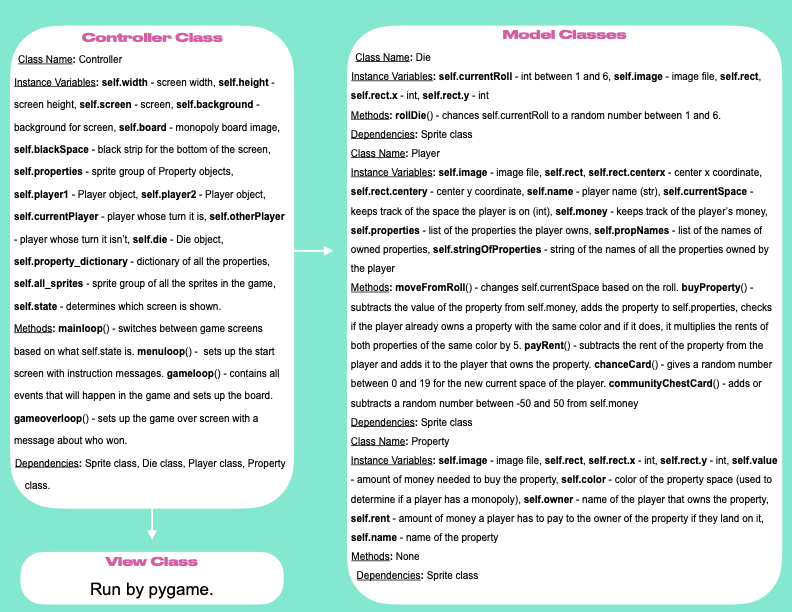 Controller Class
Class Name: Controller
Instance Variables: self.width - screen width, self.height -
screen height, self.screen - screen, self.background -
background for screen, self.board - monopoly board image,
self.blackSpace - black strip for the bottom of the screen,
self.properties - sprite group of Property objects,
self.player1 - Player object, self.player2 - Player object,
self.currentPlayer - player whose turn it is, self.otherPlayer
- player whose turn it isn't, self.die - Die object,
self.property_dictionary - dictionary of all the properties,
self.all_sprites - sprite group of all the sprites in the game,
self.state - determines which screen is shown.
Methods: mainloop() - switches between game screens
based on what self.state is. menuloop() - sets up the start
screen with instruction messages. gameloop() - contains all
events that will happen in the game and sets up the board.
gameoverloop() - sets up the game over screen with a
message about who won.
Dependencies: Sprite class, Die class, Player class, Property
class.
View Class
Run by pygame.
Model Classes
Class Name: Die
Instance Variables: self.currentRoll - int between 1 and 6, self.image - image file, self.rect,
self.rect.x - int, self.rect.y - int
Methods: rollDie() - chances self.currentRoll to a random number between 1 and 6.
Dependencies: Sprite class
Class Name: Player
Instance Variables: self.image - image file, self.rect, self.rect.centerx - center x coordinate,
self.rect.centery - center y coordinate, self.name - player name (str), self.currentSpace -
keeps track of the space the player is on (int), self.money - keeps track of the player's money,
self.properties - list of the properties the player owns, self.propNames - list of the names of
owned properties, self.stringOfProperties - string of the names of all the properties owned by
the player
Methods: moveFromRoll() - changes self.currentSpace based on the roll. buyProperty() -
subtracts the value of the property from self.money, adds the property to self.properties, checks
if the player already owns a property with the same color and if it does, it multiplies the rents of
both properties of the same color by 5. payRent() - subtracts the rent of the property from the
player and adds it to the player that owns the property. chanceCard() - gives a random number
between 0 and 19 for the new current space of the player. communityChestCard() - adds or
subtracts a random number between -50 and 50 from self.money
Dependencies: Sprite class
Class Name: Property
Instance Variables: self.image - image file, self.rect, self.rect.x - int, self.rect.y - int, self.value
- amount of money needed to buy the property, self.color - color of the property space (used to
determine if a player has a monopoly), self.owner - name of the player that owns the property,
self.rent - amount of money a player has to pay to the owner of the property if they land on it,
self.name - name of the property
Methods: None
Dependencies: Sprite class